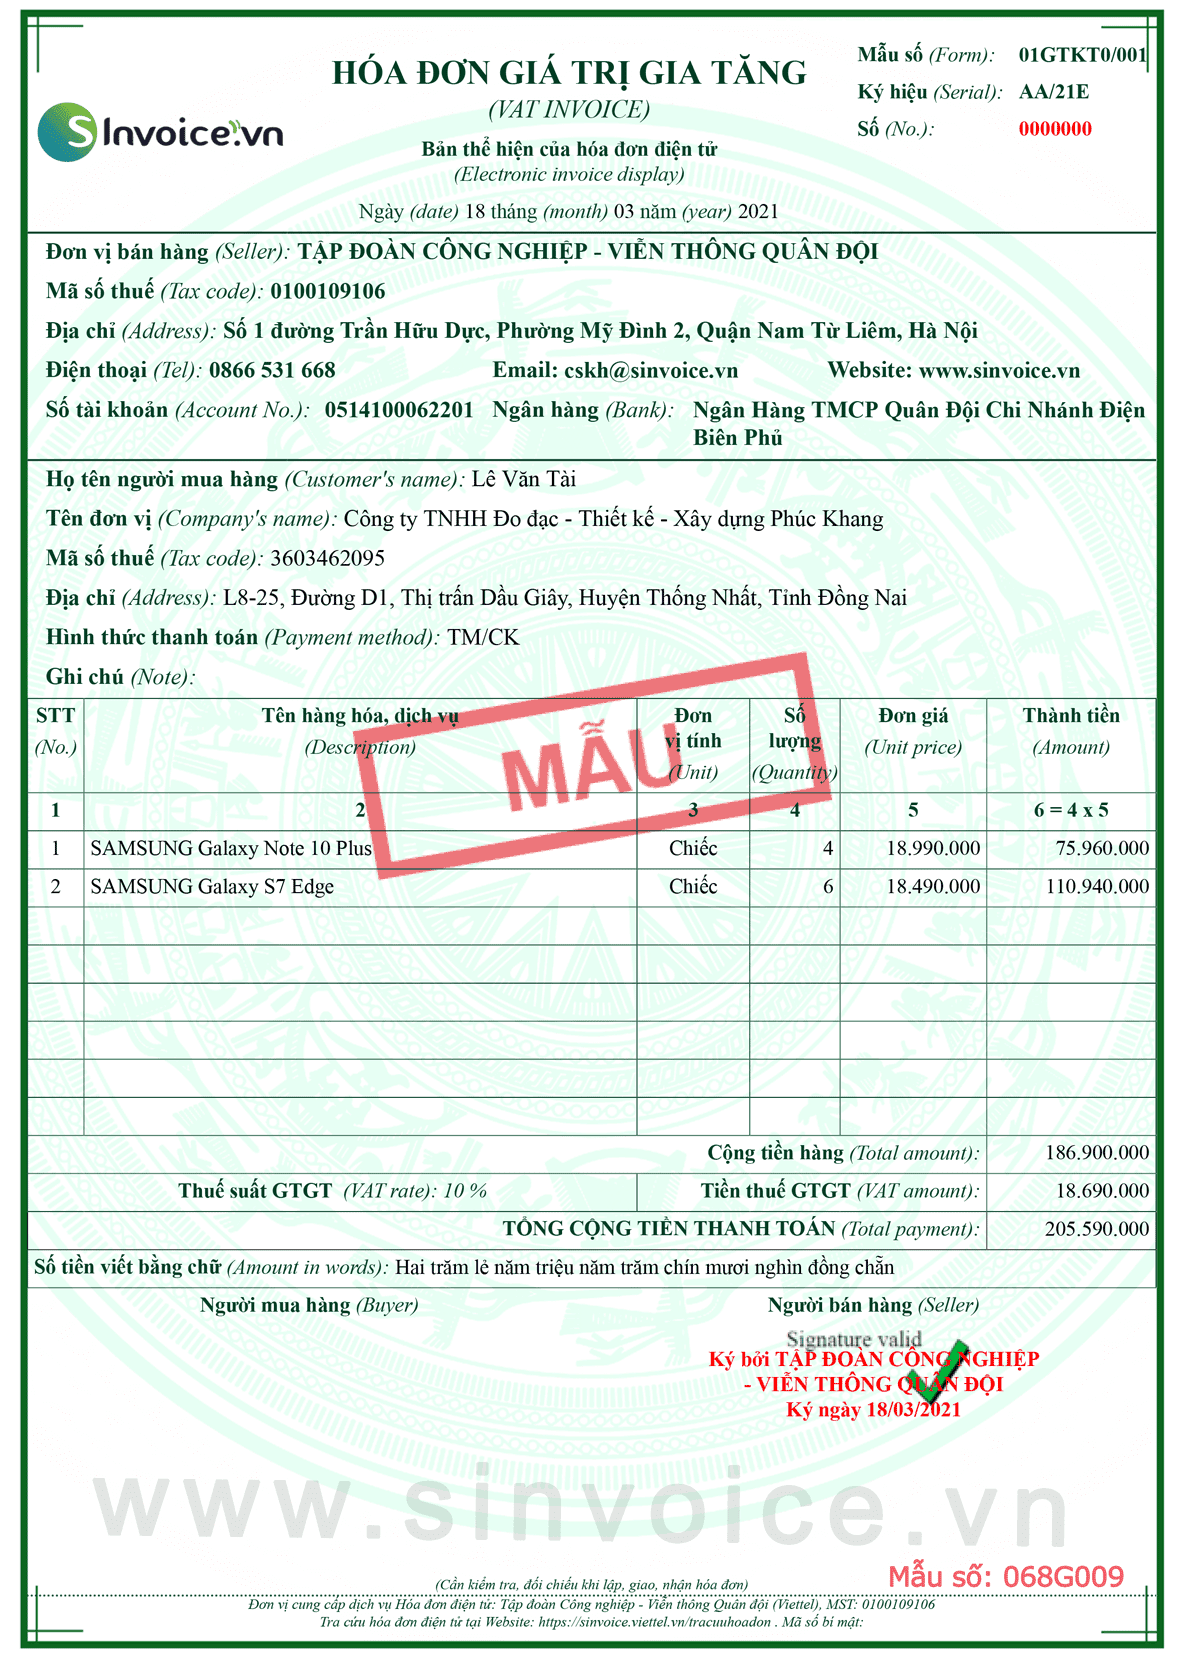 HÓA ĐƠN GIÁ TRỊ GIA TĂNG
(VAT INVOICE)
Bản thể hiện của hóa đơn điện tử
(Electronic invoice display)
Ngày (date) 18 tháng (month) 03 năm (year) 2021
Mẫu số (Form): 01GTKT0/001
Ký hiệu (Serial): AA/21E
Số (No.): 0000000
SInvoice.vn
Đơn vị bán hàng (Seller): TẬP ĐOÀN CÔNG NGHIỆP - VIỄN THÔNG QUÂN ĐỘI
Mã số thuế (Tax code): 0100109106
Địa chỉ (Address): Số 1 đường Trần Hữu Dực, Phường Mỹ Đình 2, Quận Nam Từ Liêm, Hà Nội
Điện thoại (Tel): 0866 531 668 Email: cskh@sinvoice.vn Website: www.sinvoice.vn
Số tài khoản (Account No.): 0514100062201 Ngân hàng (Bank): Ngân Hàng TMCP Quân Đội Chi Nhánh Điện
Biên Phủ
Họ tên người mua hàng (Customer's name): Lê Văn Tài
Tên đơn vị (Company's name): Công ty TNHH Đo đạc - Thiết kế - Xây dựng Phúc Khang
Mã số thuế (Tax code): 3603462095
Địa chỉ (Address): L8-25, Đường D1, Thị trấn Dầu Giây, Huyện Thống Nhất, Tỉnh Đồng Nai
Hình thức thanh toán (Payment method): TM/CK
Ghi chú (Note):
STT Tên hàng hóa, dịch vụ Đơn Số Đơn giá Thành tiền
vị tính lượng
(No.) (Description) (Unit) (Quantity) (Unit price) (Amount)
MẪU
1 2 3 4 5 6 = 4 x 5
1 SAMSUNG Galaxy Note 10 Plus Chiếc 4 18.990.000 75.960.000
2 SAMSUNG Galaxy S7 Edge Chiếc 6 18.490.000 110.940.000
Cộng tiền hàng (Total amount): 186.900.000
Thuế suất GTGT (VAT rate): 10 % Tiền thuế GTGT (VAT amount): 18.690.000
TỔNG CỘNG TIỀN THANH TOÁN (Total payment): 205.590.000
Số tiền viết bằng chữ (Amount in words): Hai trăm lẻ năm triệu năm trăm chín mươi nghìn đồng chẵn
Người mua hàng (Buyer) Người bán hàng (Seller)
Signature valid
Ký bởi TẬP ĐOÀN CÔNG NGHIỆP
- VIỄN THÔNG QUÂN ĐỘI
Ký ngày 18/03/2021
www.sinvoice.vn
Mẫu số: 068G009
(Cần kiểm tra, đối chiếu khi lập, giao, nhận hóa đơn)
Đơn vị cung cấp dịch vụ Hóa đơn điện tử: Tập đoàn Công nghiệp - Viễn thông Quân đội (Viettel), MST: 0100109106
Tra cứu hóa đơn điện tử tại Website: https://sinvoice.viettel.vn/tracuuhoadon . Mã số bí mật: